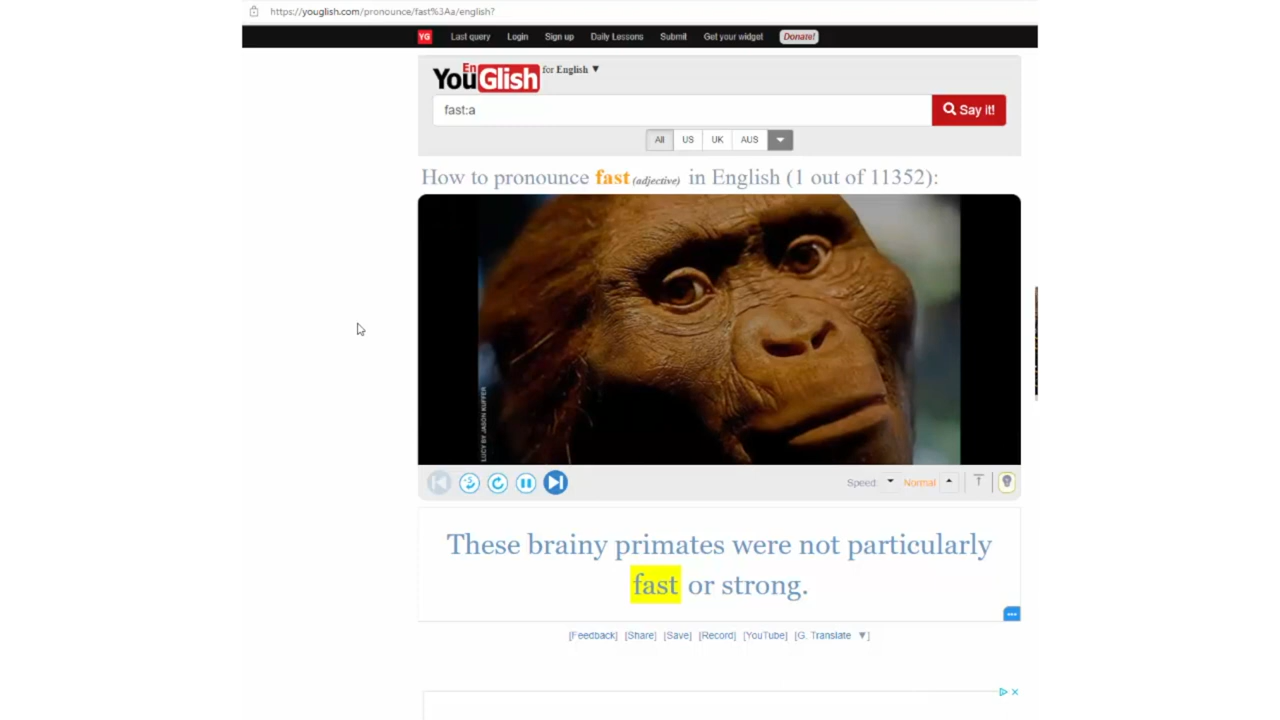 https://youglish.com/pronounce/fast%3Aa/english?
YG Last query Login Sign up Daily Lessons Submit Get your widget Donate!
YouGlish En for English ▼
fast:a Say it!
All US UK AUS
How to pronounce fast (adjective) in English (1 out of 11352):
LUCY BY JASON KUFFER
Speed: Normal
These brainy primates were not particularly
fast or strong.
[Feedback] [Share] [Save] [Record] [YouTube] [G. Translate ▼]